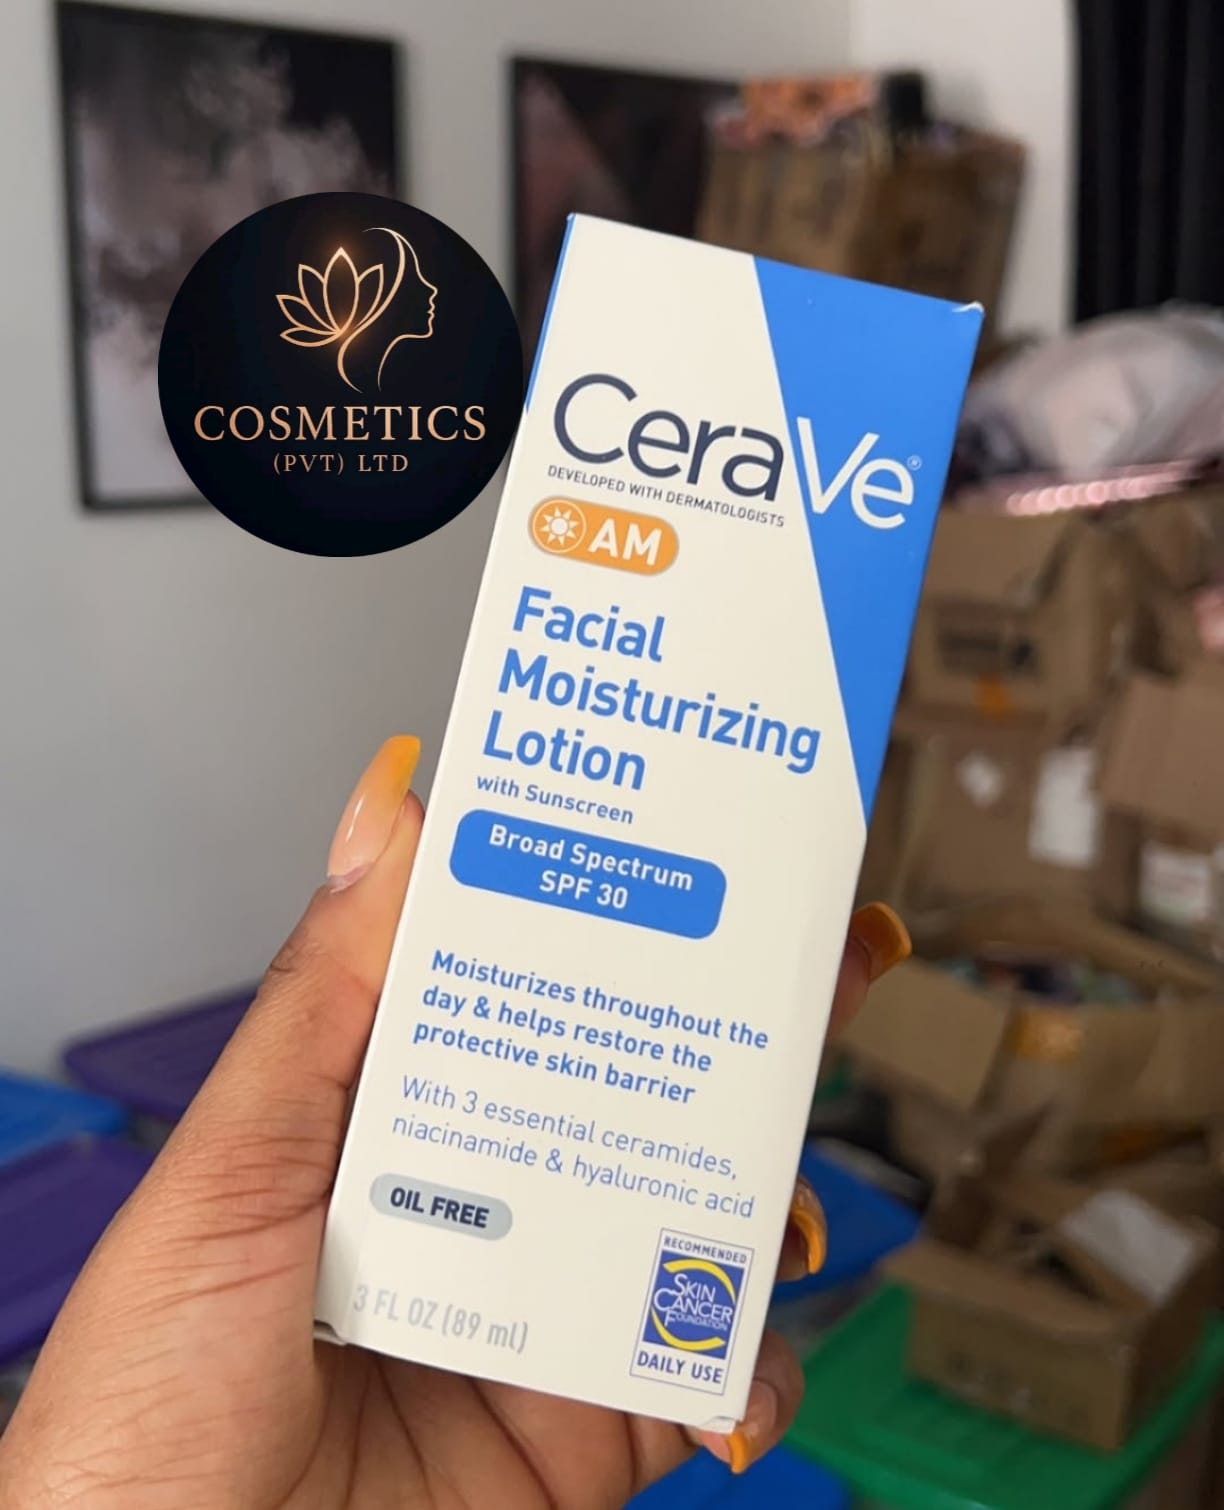 COSMETICS
(PVT) LTD
CeraVe®
DEVELOPED WITH DERMATOLOGISTS
AM
Facial
Moisturizing
Lotion
with Sunscreen
Broad Spectrum
SPF 30
Moisturizes throughout the
day & helps restore the
protective skin barrier
With 3 essential ceramides,
niacinamide & hyaluronic acid
OIL FREE
3 FL OZ (89 ml)
RECOMMENDED
SKIN
CANCER
FOUNDATION
DAILY USE